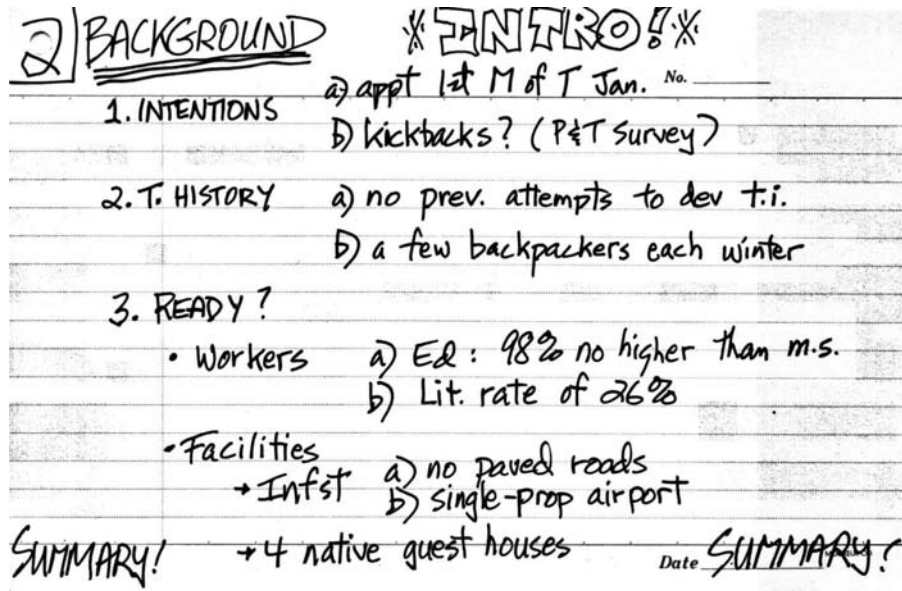 2 BACKGROUND *INTRO!*
No.
1. INTENTIONS a) appt 1st M of T Jan.
b) kickbacks? (P&T Survey)
2. T. HISTORY a) no prev. attempts to dev t.i.
b) a few backpackers each winter
3. READY?
• Workers a) Ed: 98% no higher than m.s.
b) Lit. rate of 26%
• Facilities
→ Infst a) no paved roads
b) single-prop airport
→ 4 native guest houses
SUMMARY! Date SUMMARY!